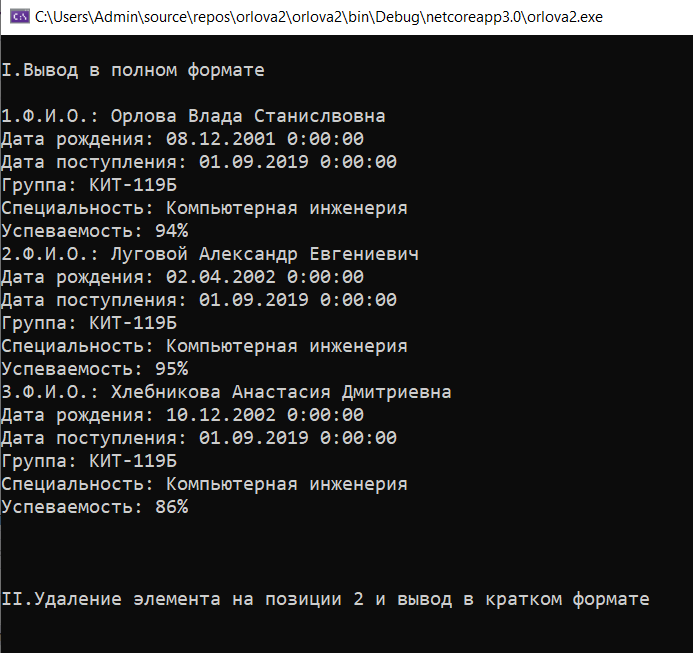 C:\Users\Admin\source\repos\orlova2\orlova2\bin\Debug\netcoreapp3.0\orlova2.exe
I.Вывод в полном формате
1.Ф.И.О.: Орлова Влада Станислвовна
Дата рождения: 08.12.2001 0:00:00
Дата поступления: 01.09.2019 0:00:00
Группа: КИТ-119Б
Специальность: Компьютерная инженерия
Успеваемость: 94%
2.Ф.И.О.: Луговой Александр Евгениевич
Дата рождения: 02.04.2002 0:00:00
Дата поступления: 01.09.2019 0:00:00
Группа: КИТ-119Б
Специальность: Компьютерная инженерия
Успеваемость: 95%
3.Ф.И.О.: Хлебникова Анастасия Дмитриевна
Дата рождения: 10.12.2002 0:00:00
Дата поступления: 01.09.2019 0:00:00
Группа: КИТ-119Б
Специальность: Компьютерная инженерия
Успеваемость: 86%
II.Удаление элемента на позиции 2 и вывод в кратком формате